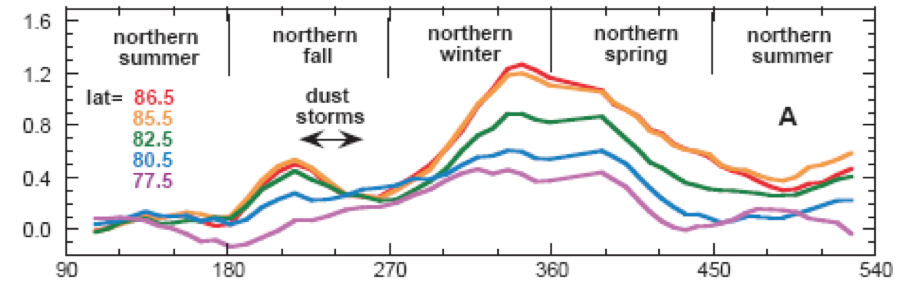 1.6
1.2
0.8
0.4
0.0
northern
summer
northern
fall
northern
winter
northern
spring
northern
summer
lat= 86.5
85.5
82.5
80.5
77.5
dust
storms
A
90 180 270 360 450 540